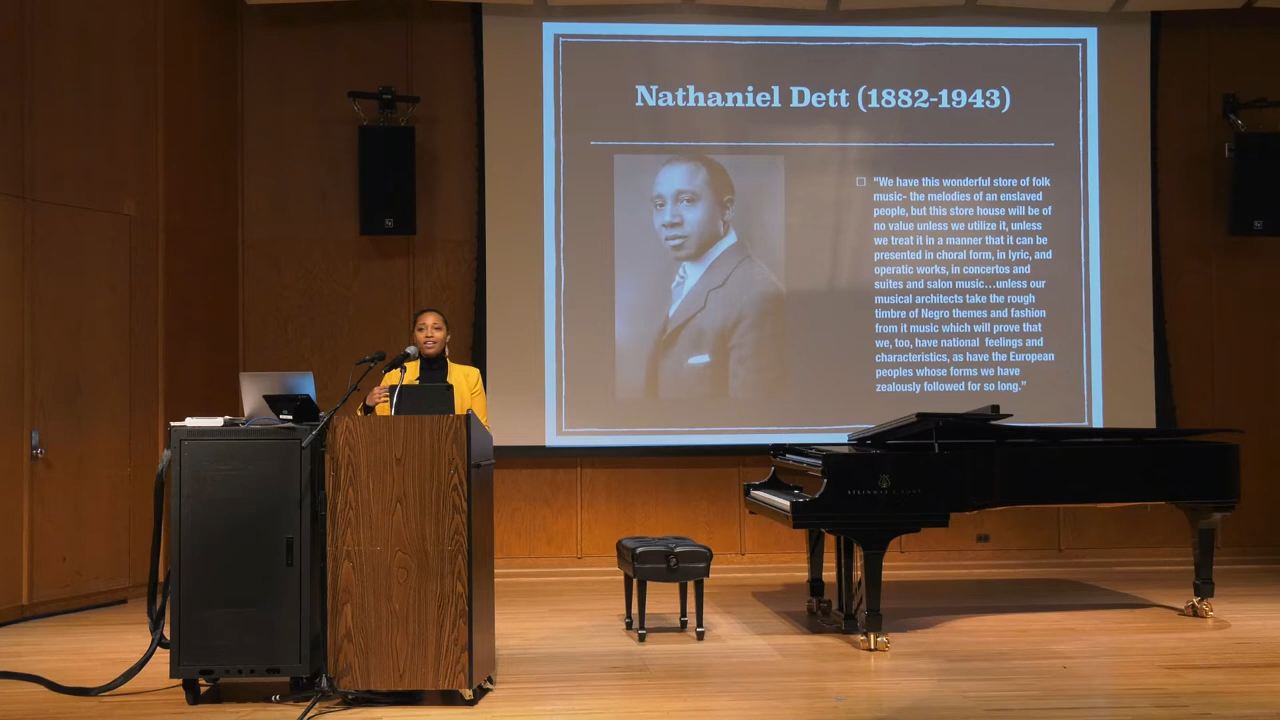 Nathaniel Dett (1882-1943)
“We have this wonderful store of folk
music- the melodies of an enslaved
people, but this store house will be of
no value unless we utilize it, unless
we treat it in a manner that it can be
presented in choral form, in lyric, and
operatic works, in concertos and
suites and salon music…unless our
musical architects take the rough
timbre of Negro themes and fashion
from it music which will prove that
we, too, have national feelings and
characteristics, as have the European
peoples whose forms we have
zealously followed for so long.”
STEINWAY & SONS